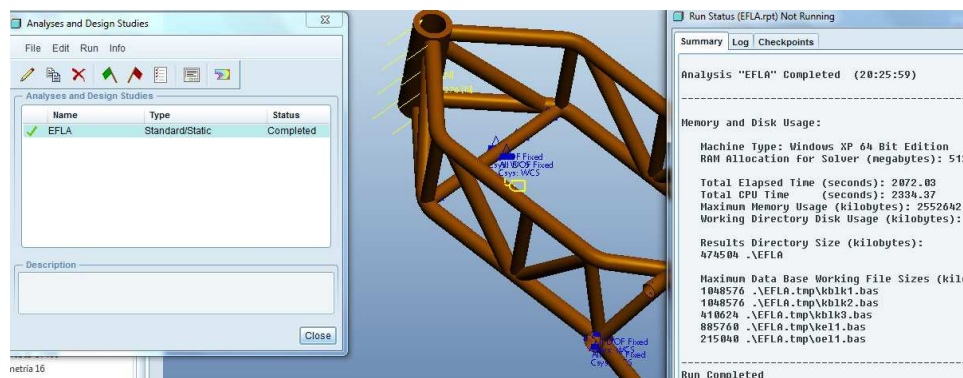 Analyses and Design Studies
File Edit Run Info
Analyses and Design Studies
Name Type Status
EFLA Standard/Static Completed
Description
Close
metría 16
[N]
DOF Fixed
Csys: WCS
DOF Fixed
WCS
Run Status (EFLA.rpt) Not Running
Summary Log Checkpoints
Analysis "EFLA" Completed (20:25:59)
Memory and Disk Usage:
Machine Type: Windows XP 64 Bit Edition
RAM Allocation for Solver (megabytes): 51
Total Elapsed Time (seconds): 2072.03
Total CPU Time (seconds): 2334.37
Maximum Memory Usage (kilobytes): 2552642
Working Directory Disk Usage (kilobytes):
Results Directory Size (kilobytes):
474504 .\EFLA
Maximum Data Base Working File Sizes (kil
1048576 .\EFLA.tmp\kblk1.bas
1048576 .\EFLA.tmp\kblk2.bas
410624 .\EFLA.tmp\kblk3.bas
885760 .\EFLA.tmp\kel1.bas
215040 .\EFLA.tmp\oel1.bas
Run Completed